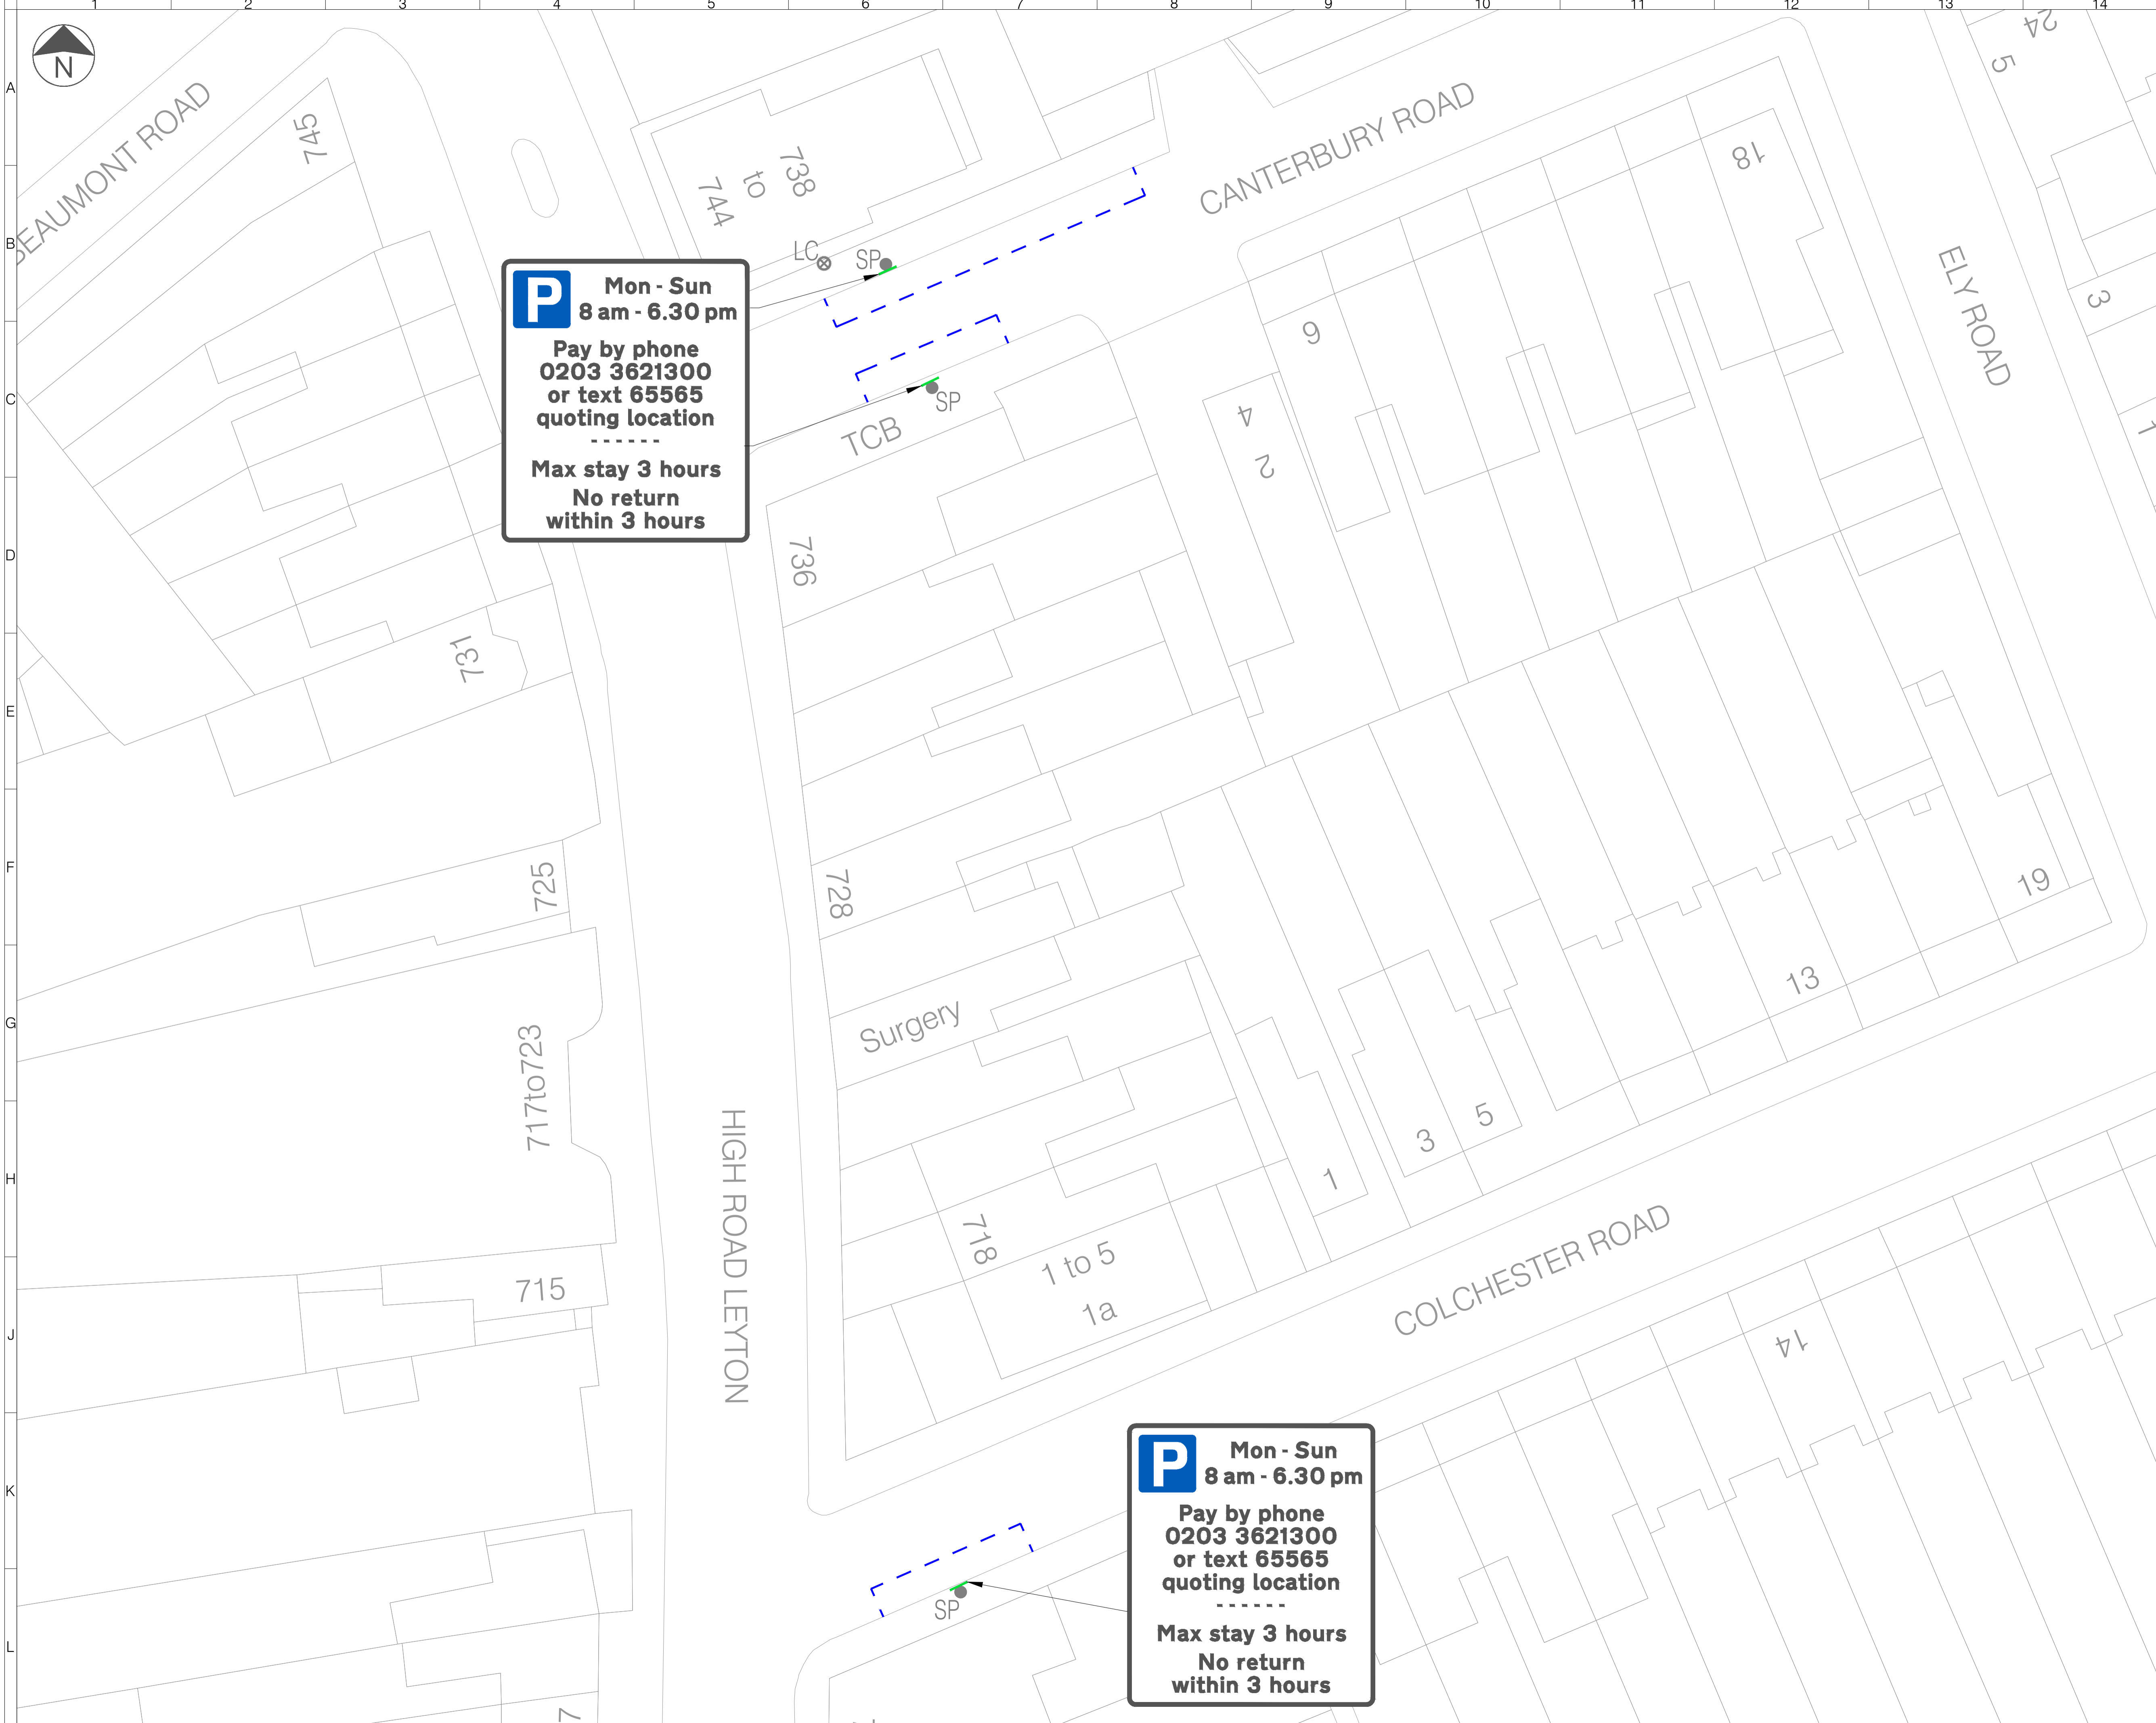 1 2 3 4 5 6 7 8 9 10 11 12 13 14
A
B
C
D
E
F
G
H
J
K
L
N
BEAUMONT ROAD
745
738
to
744
CANTERBURY ROAD
18
24
5
3
1
ELY ROAD
LC
SP
P
Mon - Sun
8 am - 6.30 pm
Pay by phone
0203 3621300
or text 65565
quoting location
- - - - - -
Max stay 3 hours
No return
within 3 hours
SP
TCB
6
4
2
736
731
725
728
19
13
Surgery
717to723
HIGH ROAD LEYTON
715
718
1 to 5
1a
1
3
5
COLCHESTER ROAD
14
SP
P
Mon - Sun
8 am - 6.30 pm
Pay by phone
0203 3621300
or text 65565
quoting location
- - - - - -
Max stay 3 hours
No return
within 3 hours
7